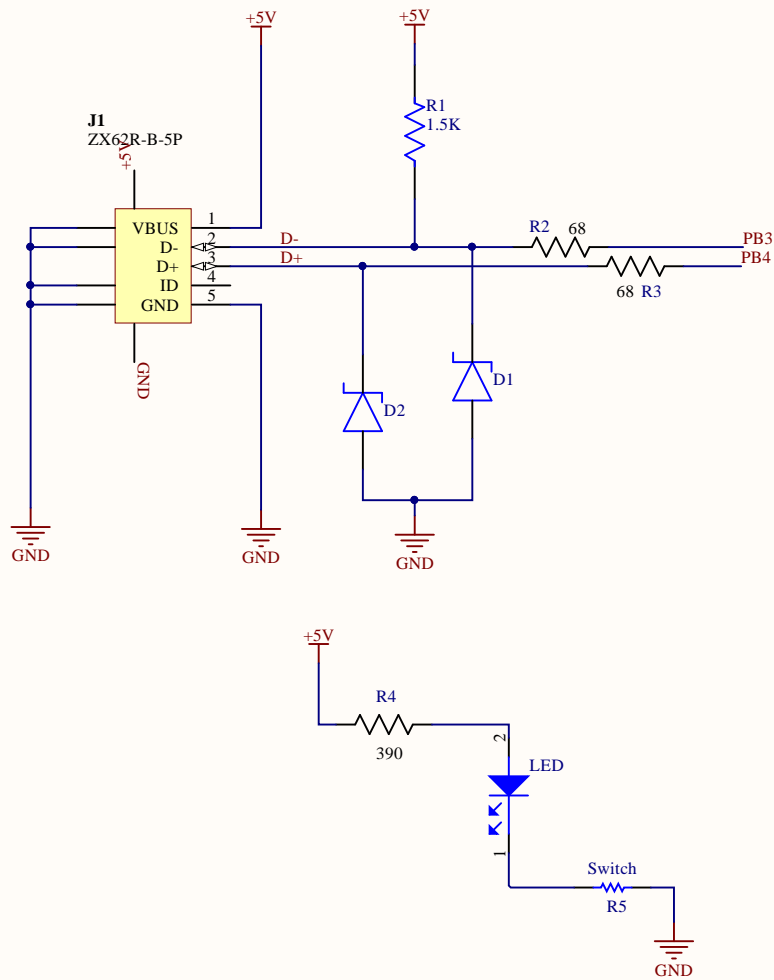 +5V
+5V
J1
ZX62R-B-5P
+5V
R1
1.5K
VBUS 1
D- 2
D+ 3
ID 4
GND 5
D-
D+
R2 68
PB3
PB4
68 R3
GND
D1
D2
GND
GND
GND
+5V
R4
390
2
LED
1
Switch
R5
GND